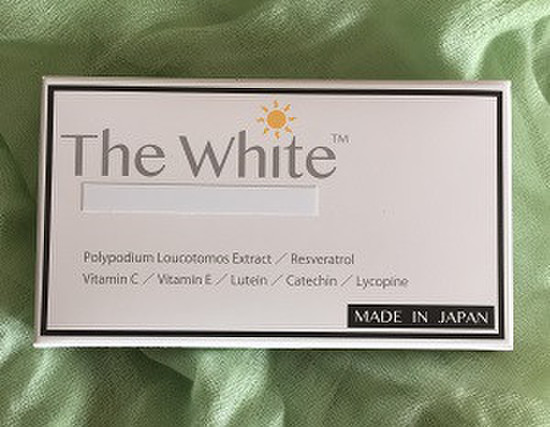 The White™
Polypodium Loucotomos Extract / Resveratrol
Vitamin C / Vitamin E / Lutein / Catechin / Lycopine
MADE IN JAPAN